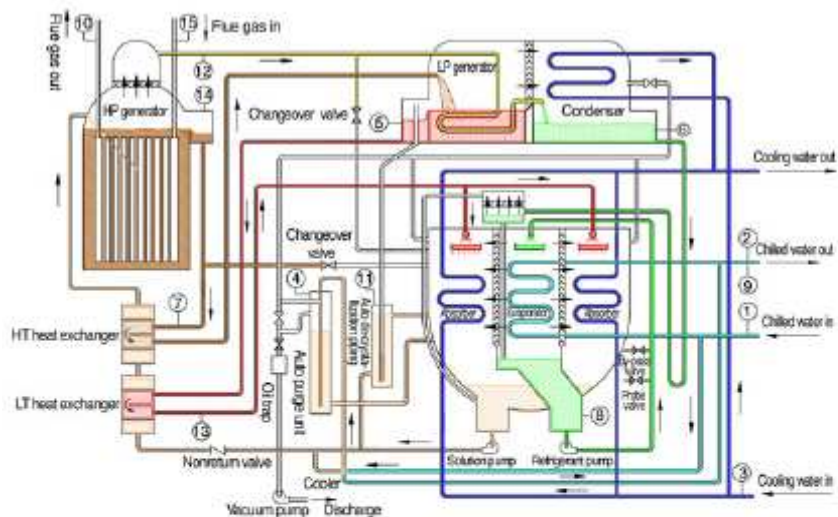 Flue gas out
10
15
Flue gas in
12
14
HP generator
LP generator
Condenser
Changeover valve
5
6
Cooling water out
Changeover
valve
4
11
2
Chilled water out
9
1
Chilled water in
7
HT heat exchanger
LT heat exchanger
13
Oil trap
Auto purge unit
Absorber
Evaporator
Absorber
valve
Probe
valve
8
Nonreturn valve
Solution pump
Refrigerant pump
Cooler
3
Cooling water in
Vacuum pump
Discharge